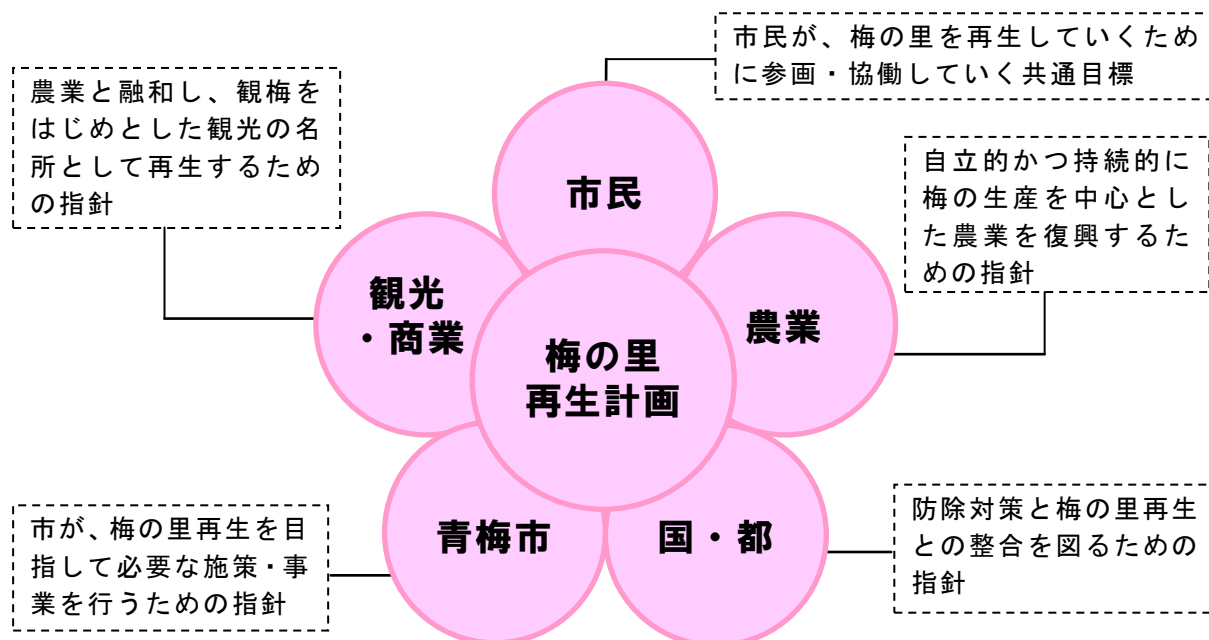 市民が、梅の里を再生していくため
に参画・協働していく共通目標
農業と融和し、観梅を
はじめとした観光の名
所として再生するため
の指針
自立的かつ持続的に
梅の生産を中心とし
た農業を復興するた
めの指針
市民
観光
・商業
農業
梅の里
再生計画
青梅市
国・都
市が、梅の里再生を目
指して必要な施策・事
業を行うための指針
防除対策と梅の里再生
との整合を図るための
指針